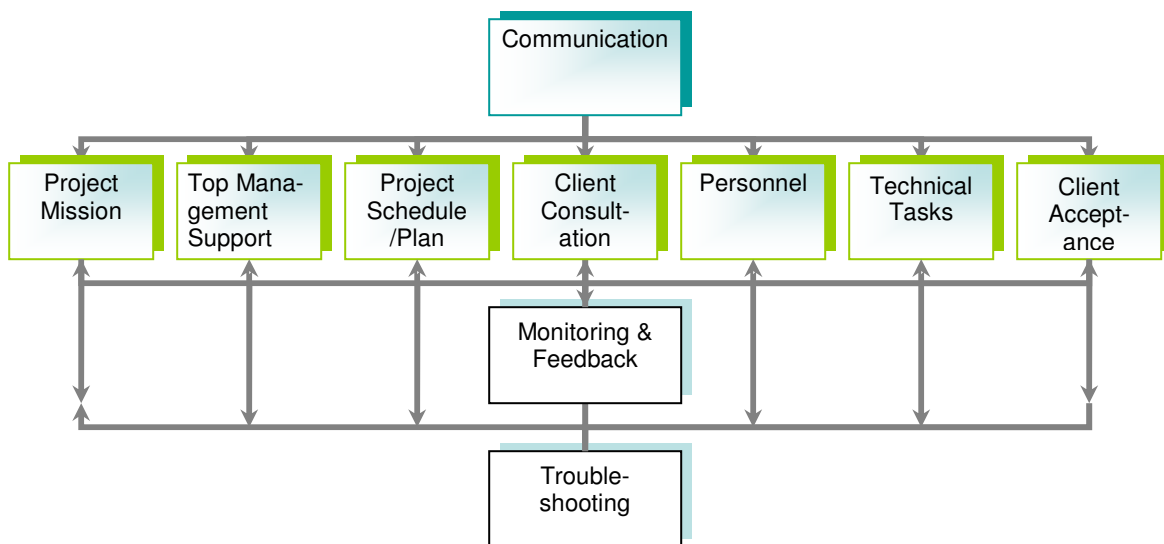 Communication
Project
Mission
Top Mana-
gement
Support
Project
Schedule
/Plan
Client
Consult-
ation
Personnel
Technical
Tasks
Client
Accept-
ance
Monitoring &
Feedback
Trouble-
shooting